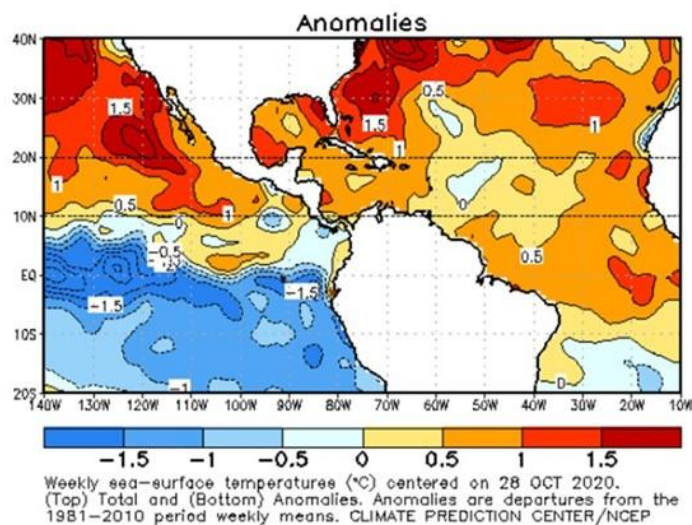 Anomalies
40N
1.5
0.5
30N
1.5
1
20N
1
0.5
0
1
0
10N
-0.5
0.5
EQ
-1.5
-1.5
10S
-1
0
20S
140W 130W 120W 110W 100W 90W 80W 70W 60W 50W 40W 30W 20W 10W
-1.5 -1 -0.5 0 0.5 1 1.5
Weekly sea-surface temperatures (°C) centered on 28 OCT 2020.
(Top) Total and (Bottom) Anomalies. Anomalies are departures from the
1981-2010 period weekly means. CLIMATE PREDICTION CENTER/NCEP